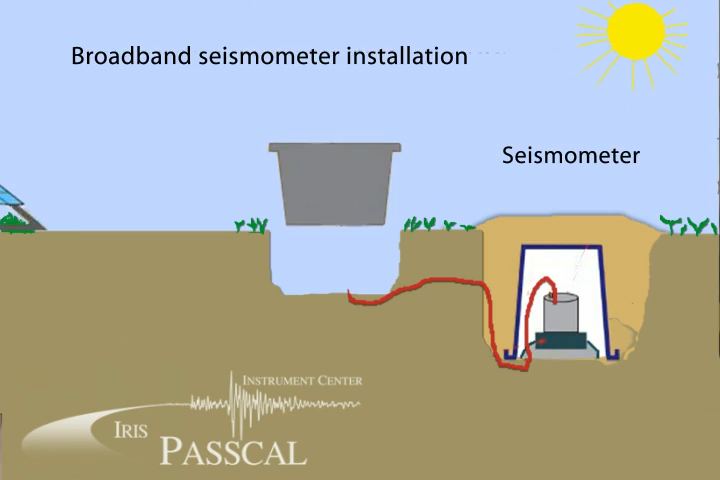 Broadband seismometer installation
Seismometer
INSTRUMENT CENTER
IRIS
PASSCAL